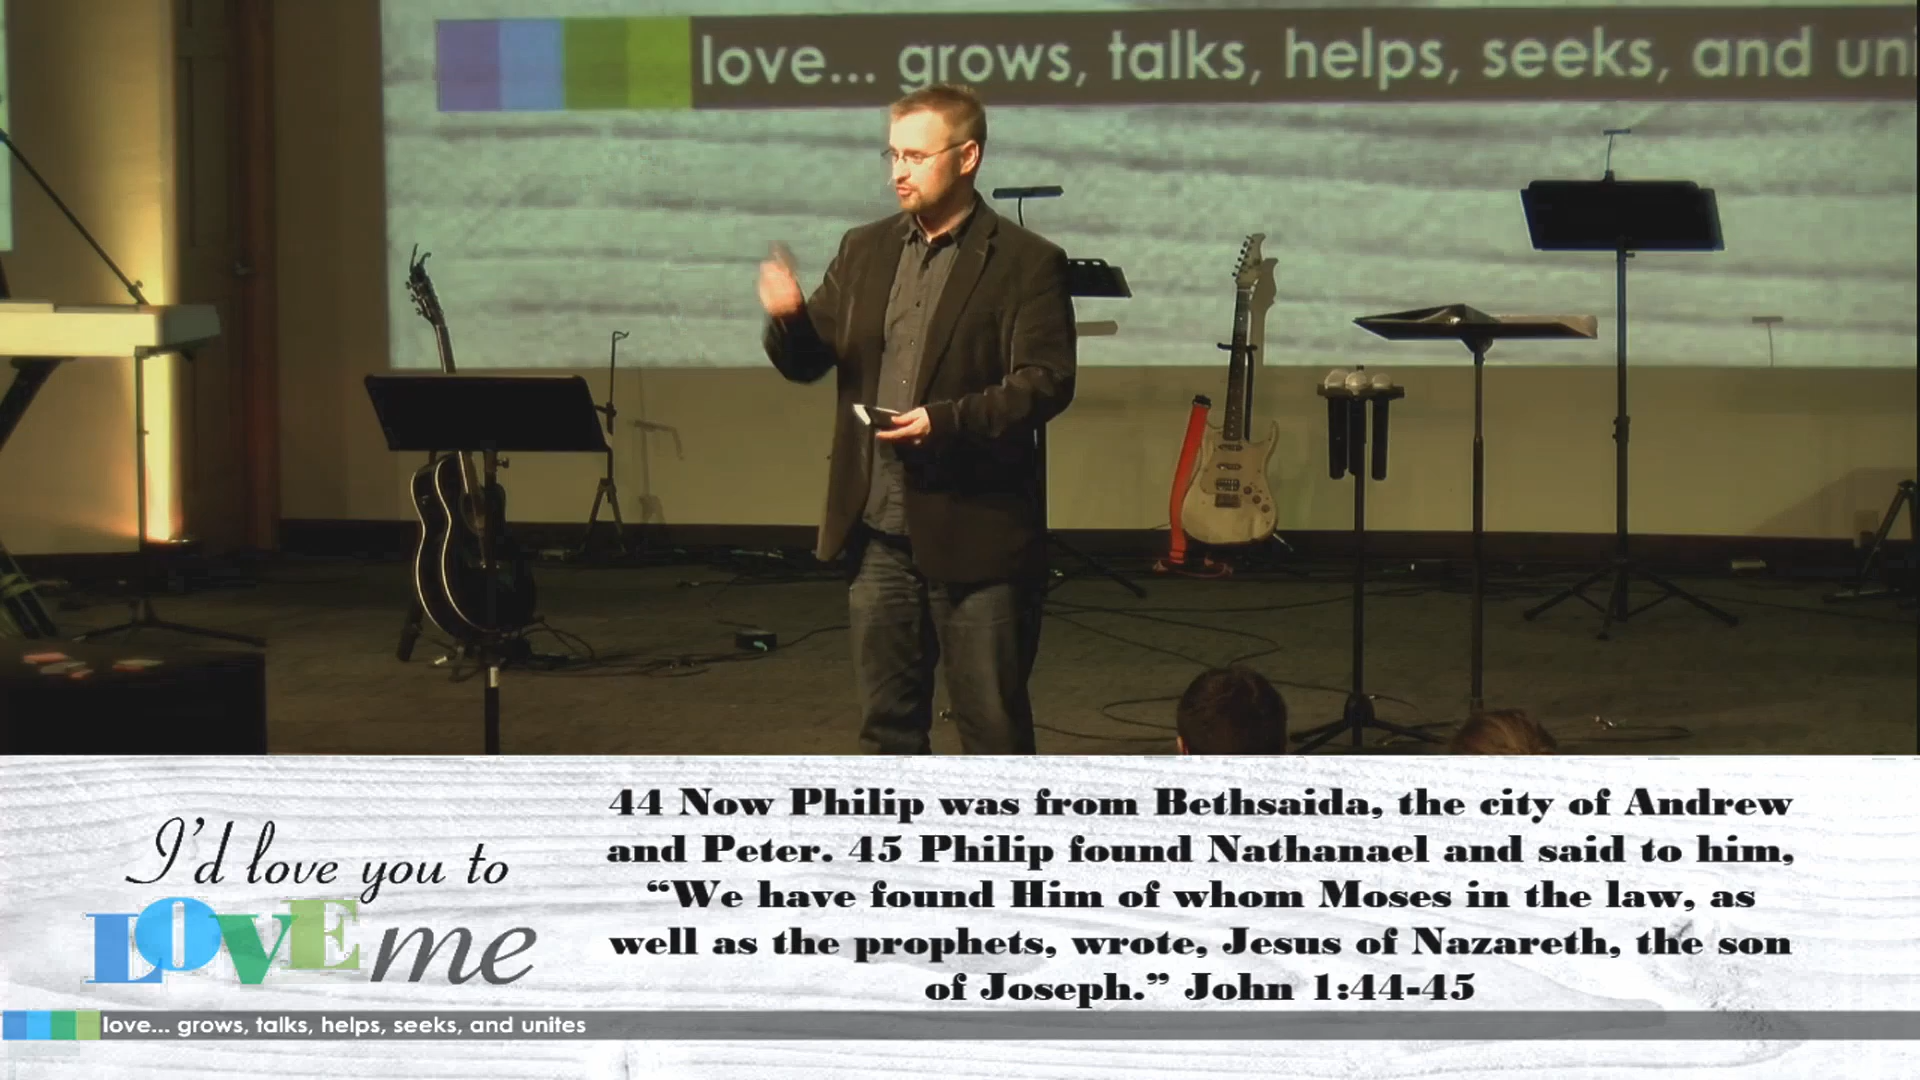 love... grows, talks, helps, seeks, and uni
I'd love you to
LOVE me
44 Now Philip was from Bethsaida, the city of Andrew
and Peter. 45 Philip found Nathanael and said to him,
“We have found Him of whom Moses in the law, as
well as the prophets, wrote, Jesus of Nazareth, the son
of Joseph.” John 1:44-45
love... grows, talks, helps, seeks, and unites